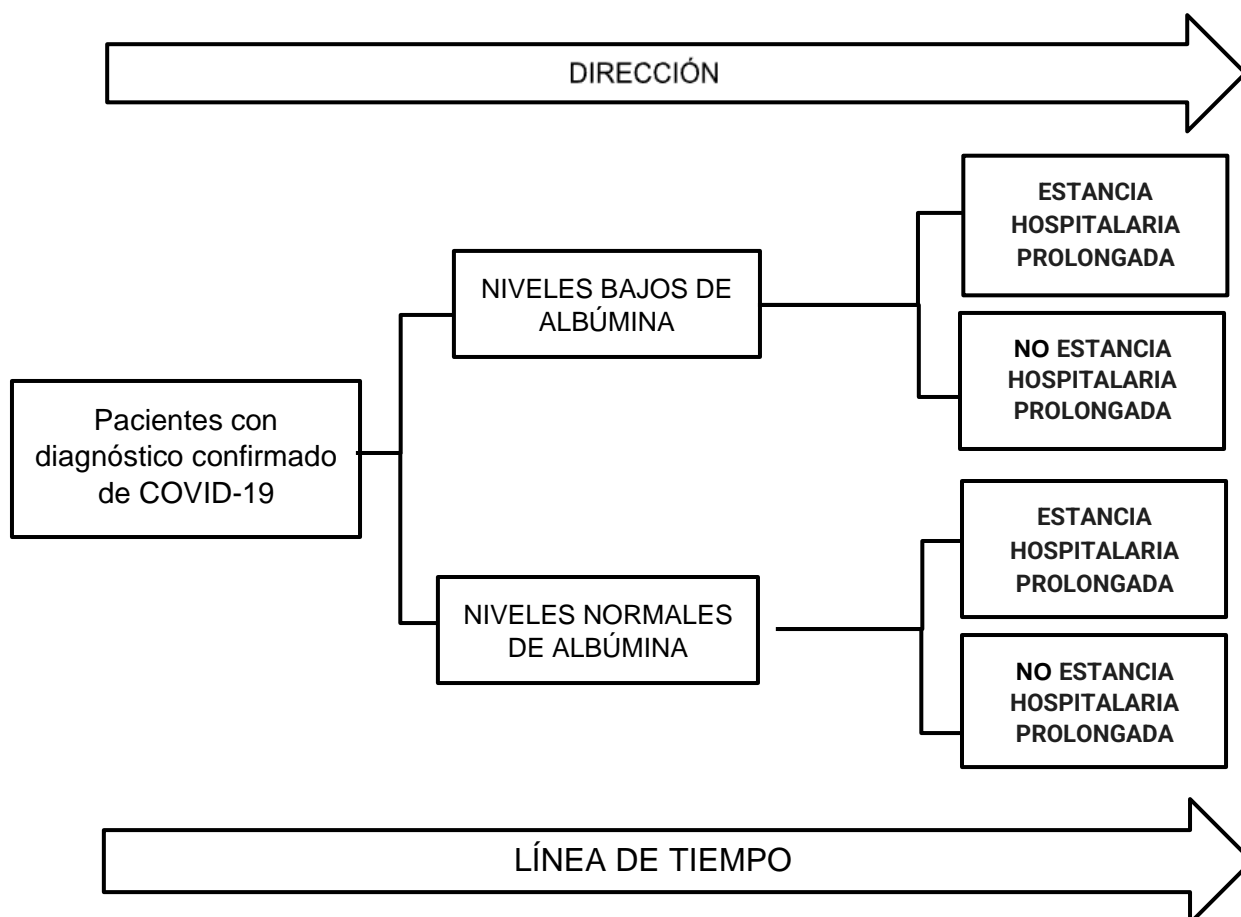 DIRECCIÓN
ESTANCIA
HOSPITALARIA
PROLONGADA
NIVELES BAJOS DE
ALBÚMINA
NO ESTANCIA
HOSPITALARIA
PROLONGADA
Pacientes con
diagnóstico confirmado
de COVID-19
ESTANCIA
HOSPITALARIA
PROLONGADA
NIVELES NORMALES
DE ALBÚMINA
NO ESTANCIA
HOSPITALARIA
PROLONGADA
LÍNEA DE TIEMPO